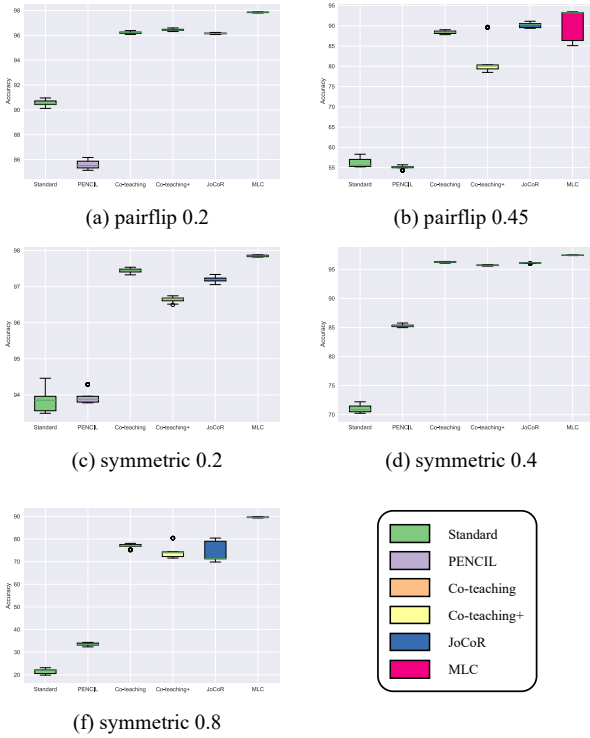 98
96
94
92
90
88
86
Accuracy
Standard PENCIL Co-teaching Co-teaching+ JoCoR MLC
(a) pairflip 0.2
90
85
80
75
70
65
60
55
Accuracy
Standard PENCIL Co-teaching Co-teaching+ JoCoR MLC
(b) pairflip 0.45
98
97
96
95
94
Accuracy
Standard PENCIL Co-teaching Co-teaching+ JoCoR MLC
(c) symmetric 0.2
95
90
85
80
75
70
Accuracy
Standard PENCIL Co-teaching Co-teaching+ JoCoR MLC
(d) symmetric 0.4
90
80
70
60
50
40
30
20
Accuracy
Standard PENCIL Co-teaching Co-teaching+ JoCoR MLC
(f) symmetric 0.8
Standard
PENCIL
Co-teaching
Co-teaching+
JoCoR
MLC